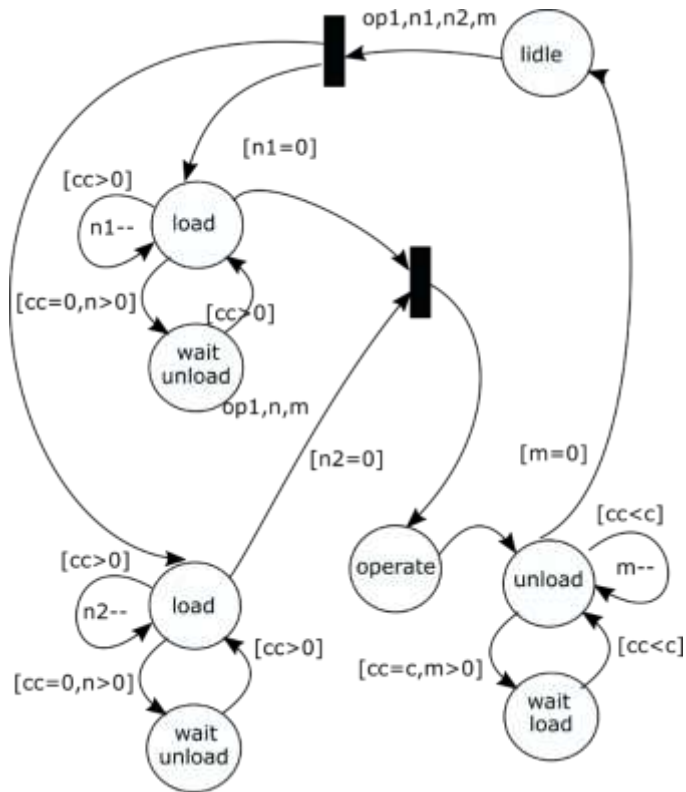 op1,n1,n2,m
lidle
[n1=0]
[cc>0]
n1--
load
[cc=0,n>0]
[cc>0]
wait
unload
op1,n,m
[n2=0]
[m=0]
[cc>0]
n2--
load
[cc>0]
[cc=0,n>0]
wait
unload
operate
unload
[cc<c]
m--
[cc<c]
[cc=c,m>0]
wait
load